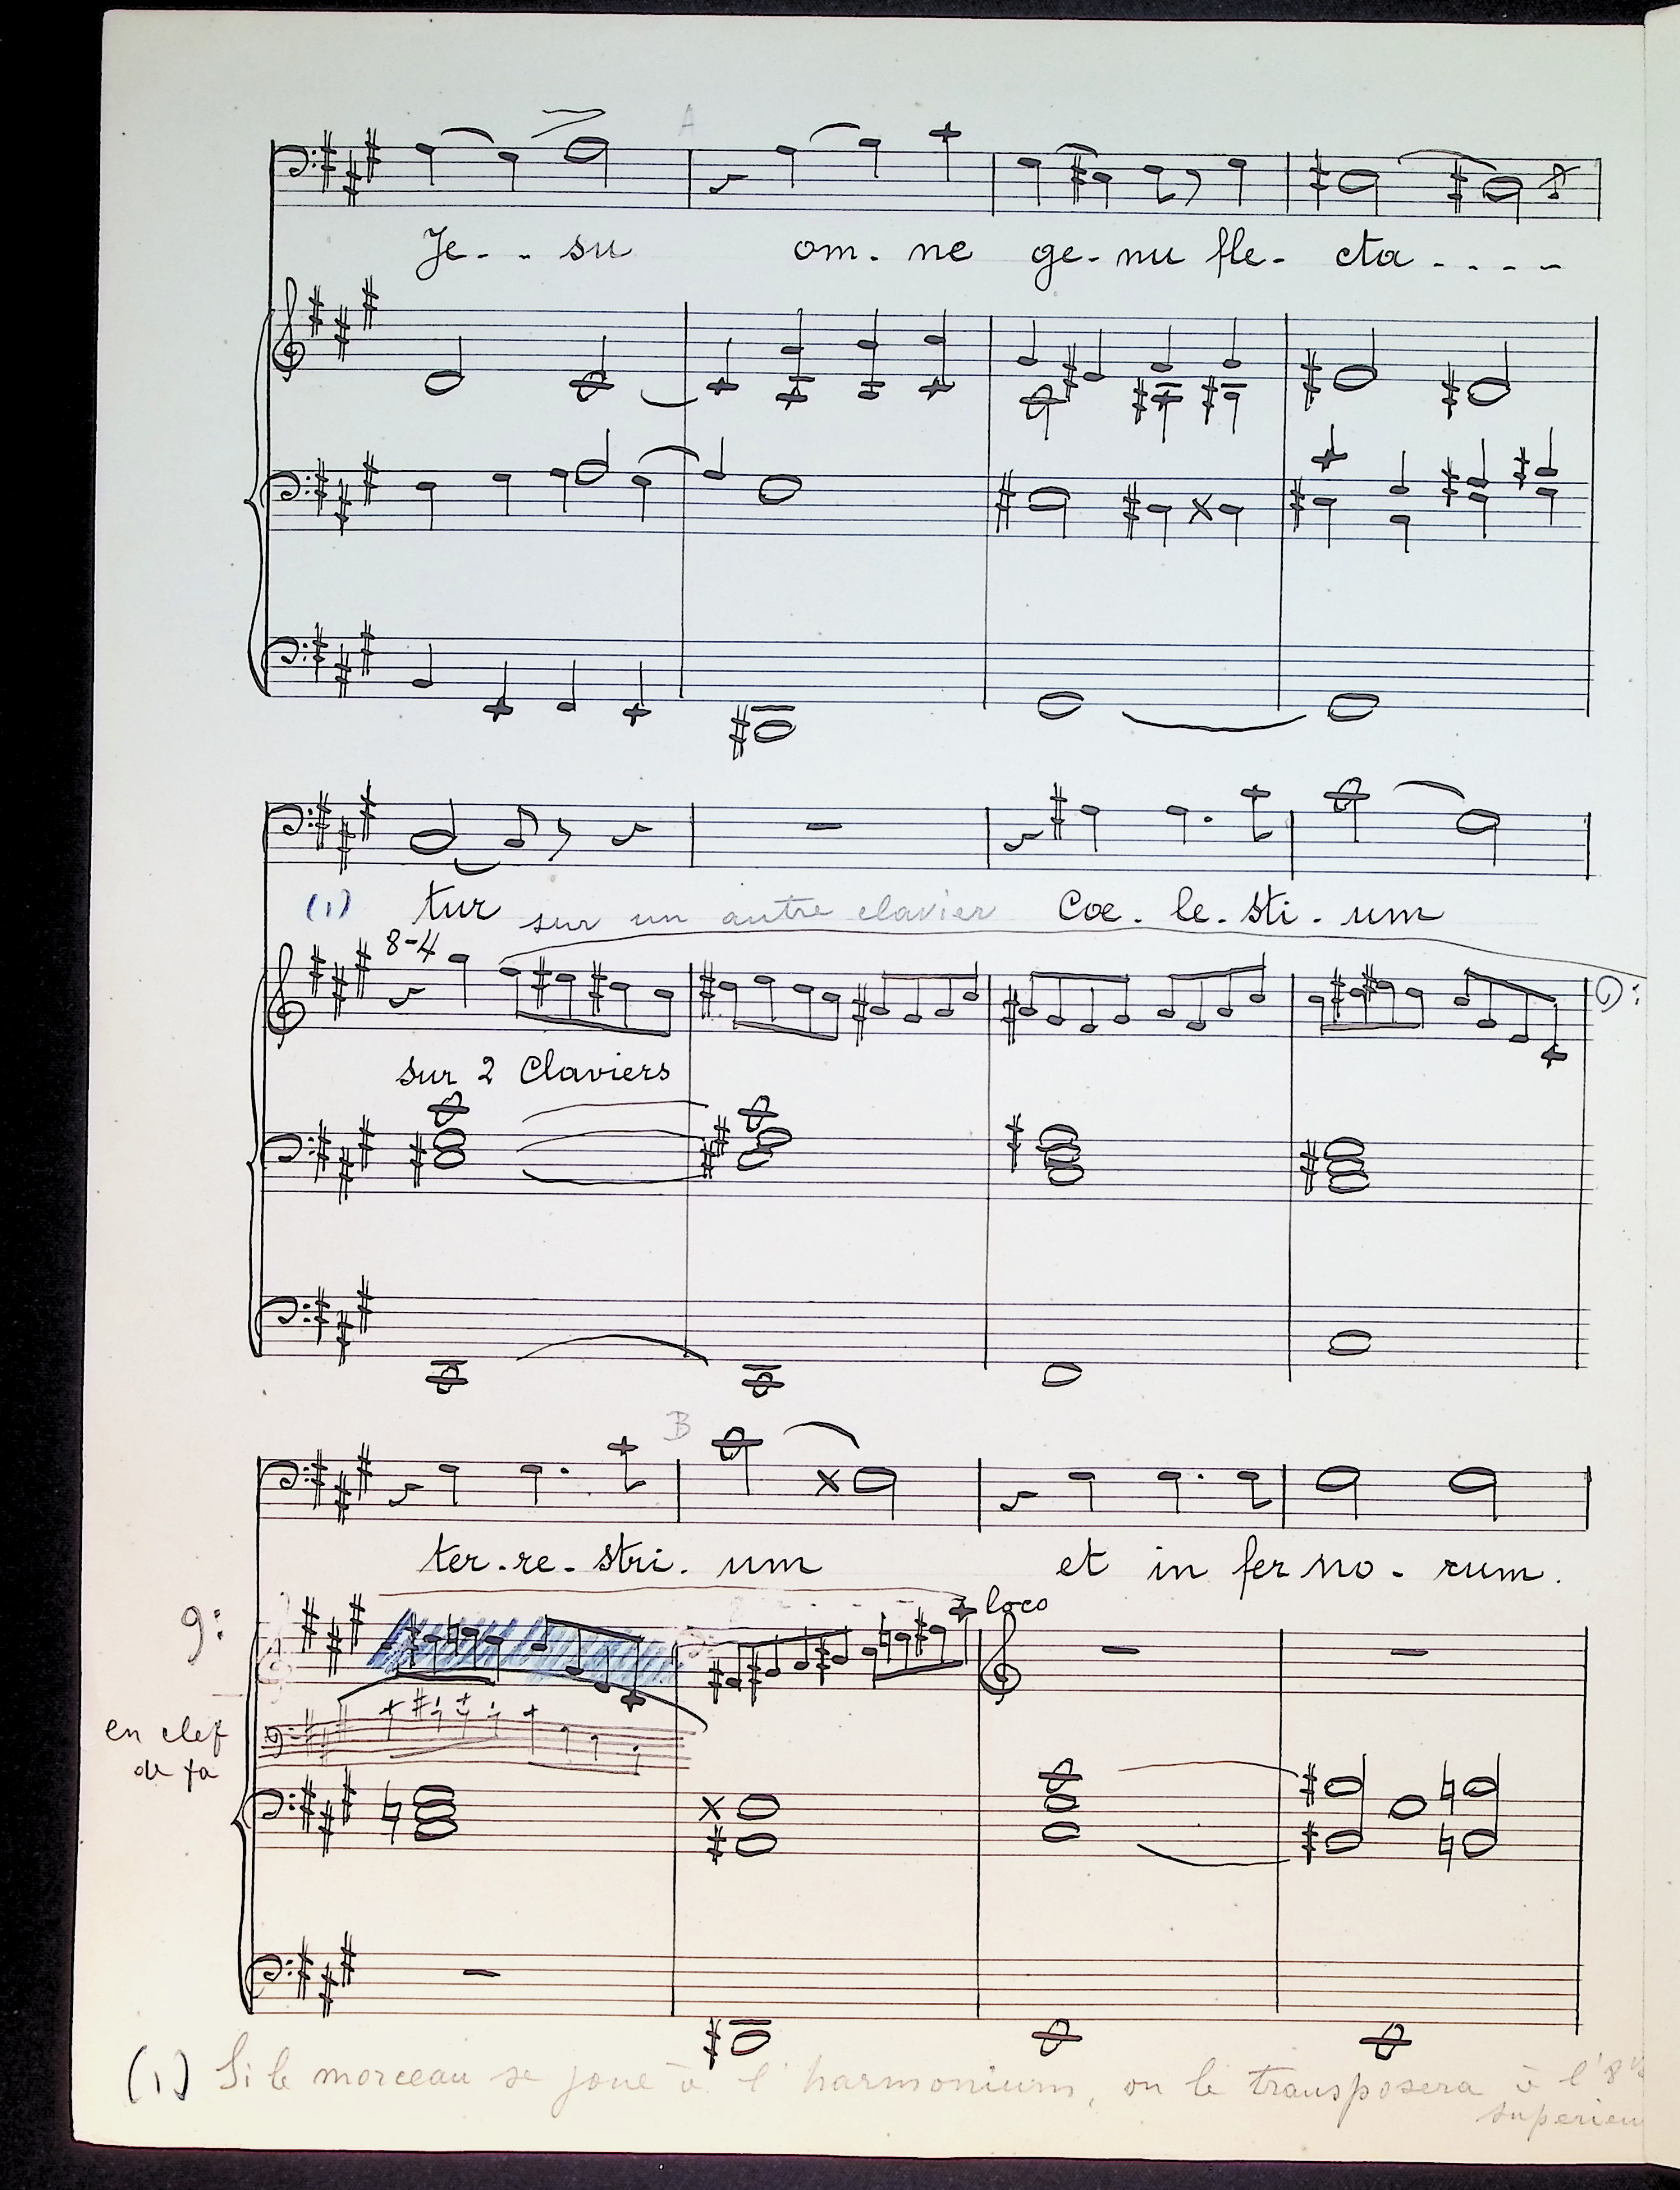 A
Je- - su om- ne ge- nu fle- cta - - - -
(1) tur sur un autre clavier Coe- le- sti- um
8-4
sur 2 Claviers
B
ter- re- stri- um et in fer no- rum.
loco
en clef
de fa
(1) Si le morceau se joue à l'harmonium, on le transposera à l'8
superieu